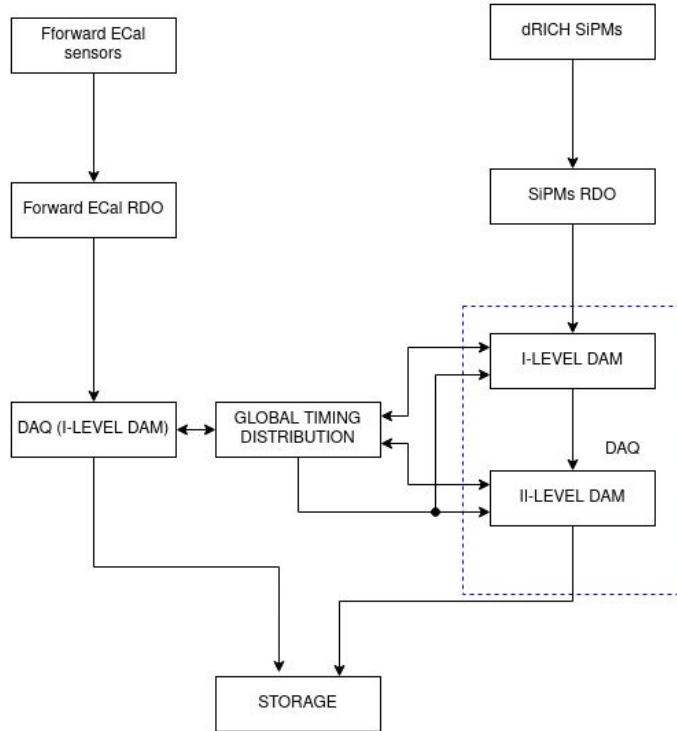 Fforward ECal
sensors
dRICH SiPMs
Forward ECal RDO
SiPMs RDO
I-LEVEL DAM
DAQ (I-LEVEL DAM)
GLOBAL TIMING
DISTRIBUTION
DAQ
II-LEVEL DAM
STORAGE